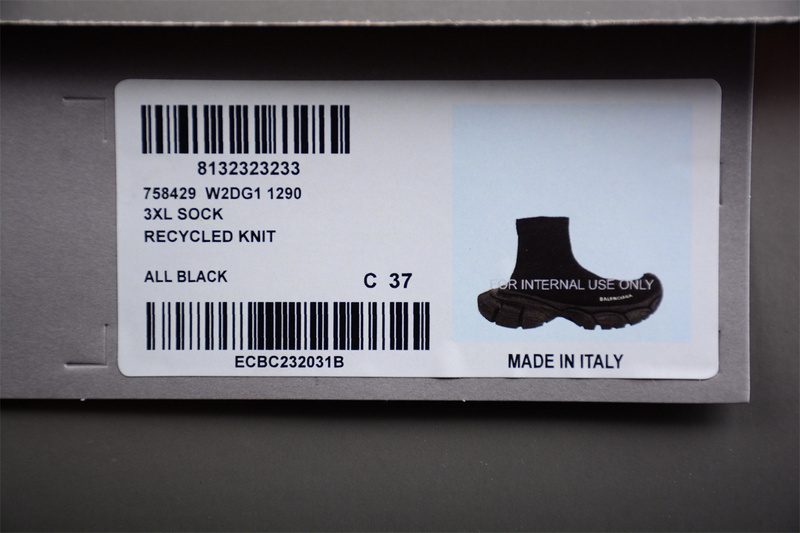 8132323233
758429 W2DG1 1290
3XL SOCK
RECYCLED KNIT
ALL BLACK
C 37
ECBC232031B
FOR INTERNAL USE ONLY
BALENCIAGA
MADE IN ITALY